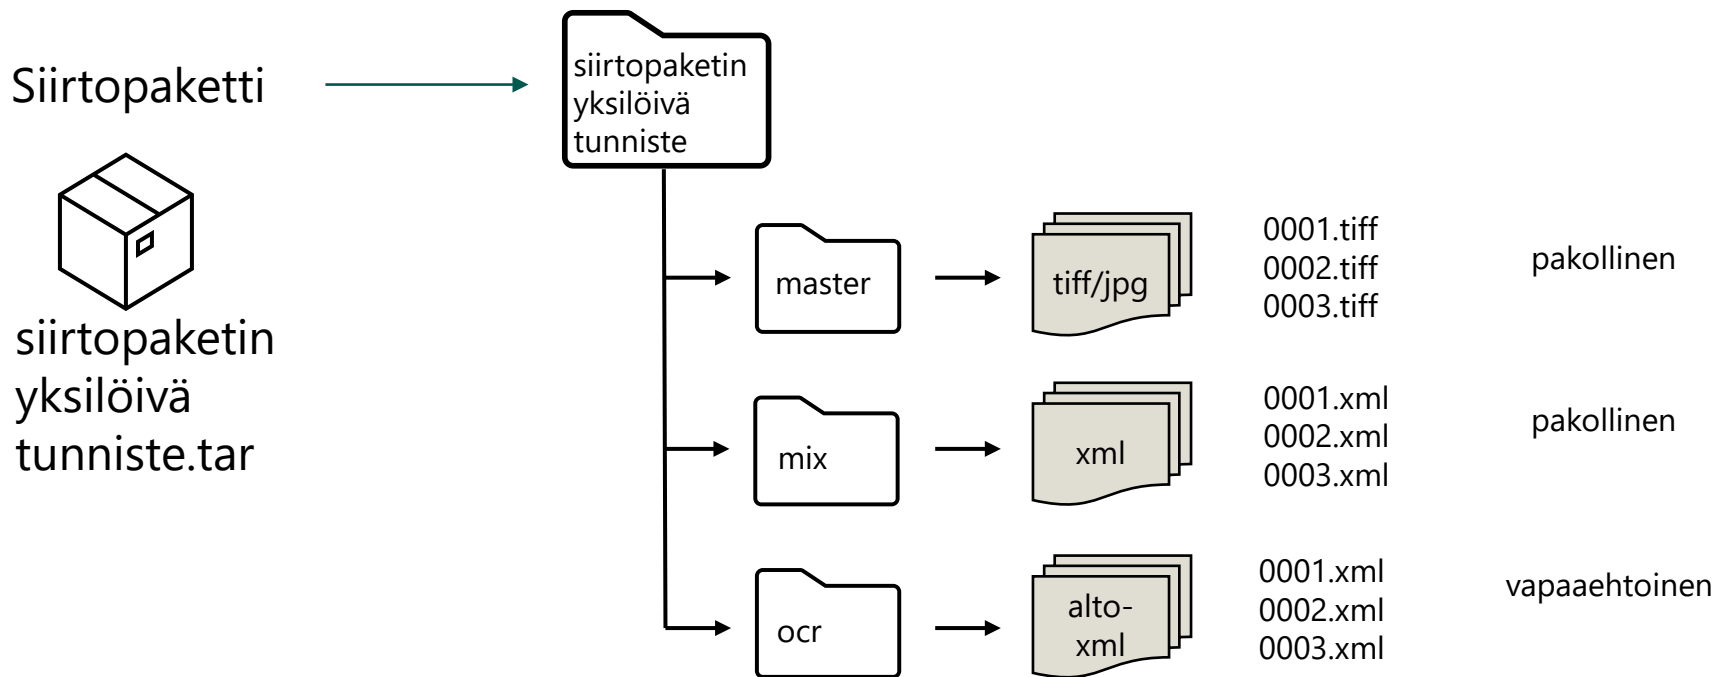 Siirtopaketti
siirtopaketin
yksilöivä
tunniste.tar
siirtopaketin
yksilöivä
tunniste
master
tiff/jpg
0001.tiff
0002.tiff
0003.tiff
pakollinen
mix
xml
0001.xml
0002.xml
0003.xml
pakollinen
ocr
alto-
xml
0001.xml
0002.xml
0003.xml
vapaaehtoinen